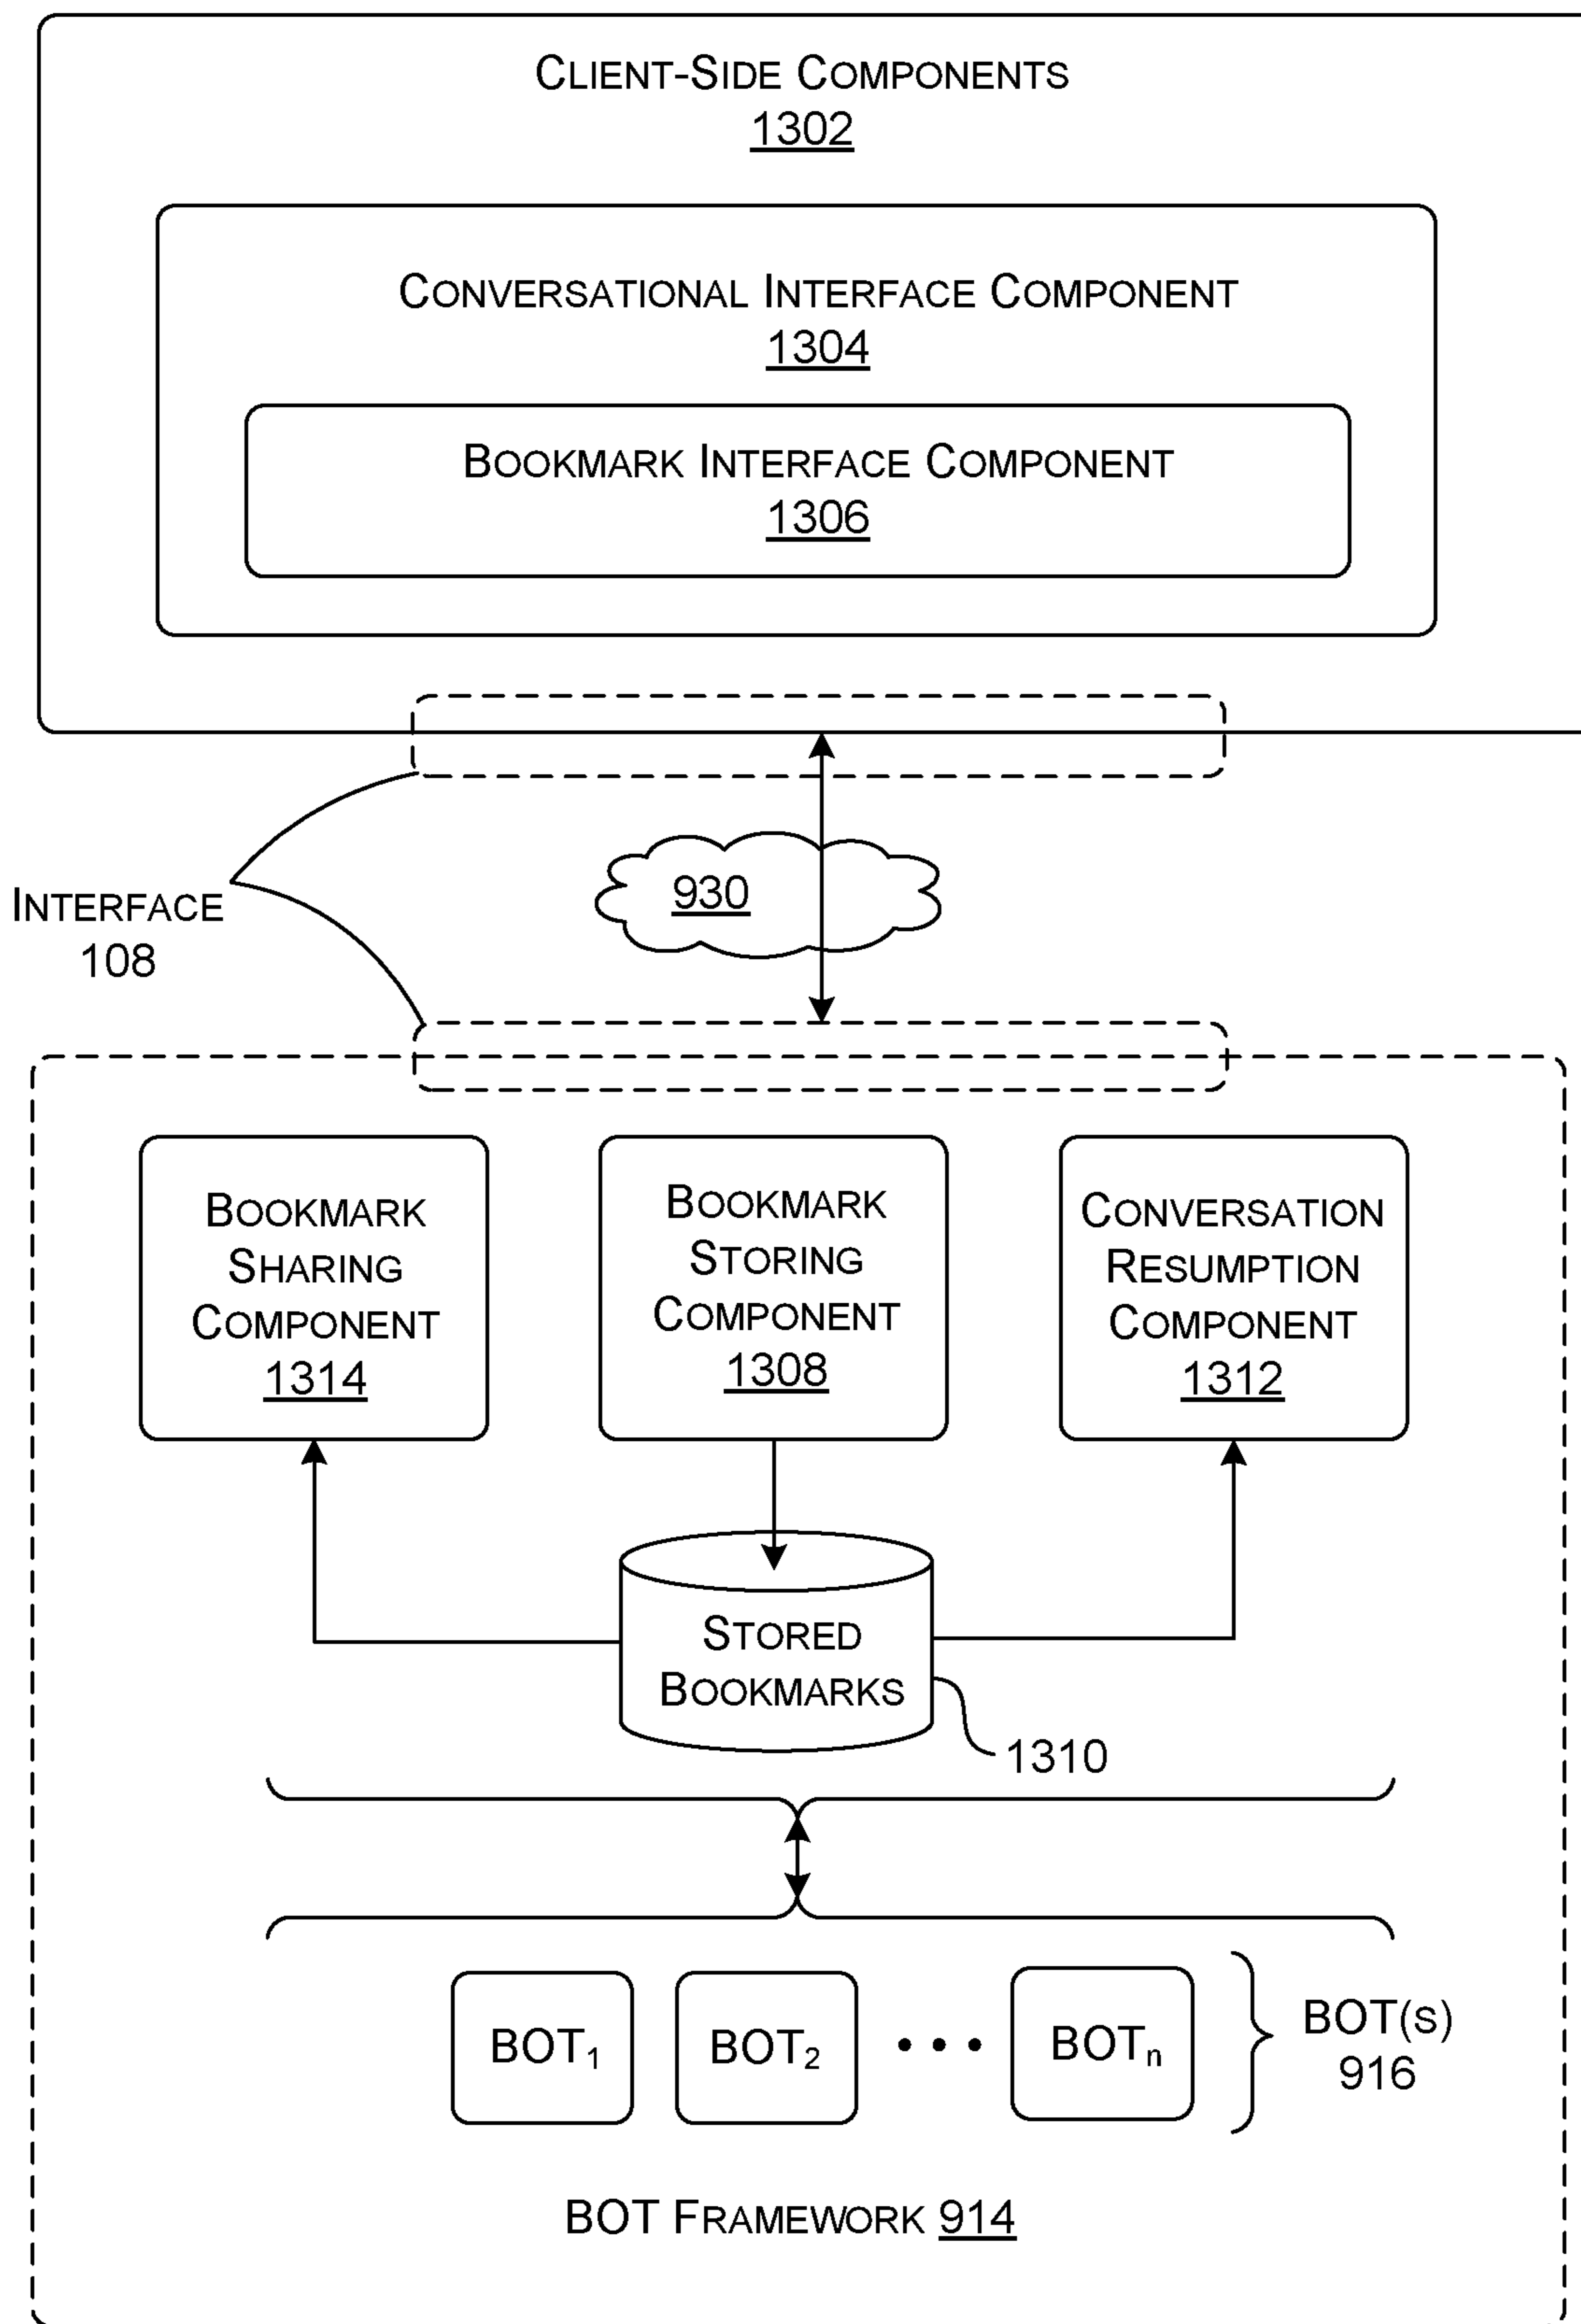 CLIENT-SIDE COMPONENTS
1302
CONVERSATIONAL INTERFACE COMPONENT
1304
BOOKMARK INTERFACE COMPONENT
1306
930
INTERFACE
108
BOOKMARK
SHARING
COMPONENT
1314
BOOKMARK
STORING
COMPONENT
1308
CONVERSATION
RESUMPTION
COMPONENT
1312
STORED
BOOKMARKS
1310
BOT1
BOT2
• • •
BOTn
BOT(s)
916
BOT FRAMEWORK 914